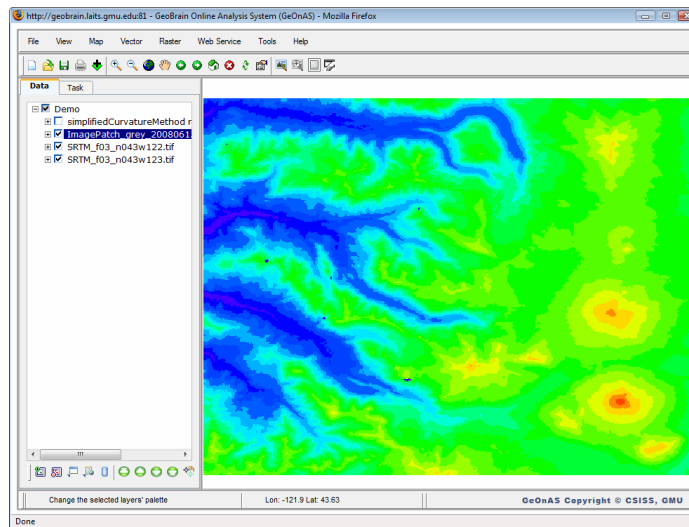 http://geobrain.laits.gmu.edu:81 - GeoBrain Online Analysis System (GeOnAS) - Mozilla Firefox
File View Map Vector Raster Web Service Tools Help
Data Task
Demo
simplifiedCurvatureMethod r
ImagePatch_grey_2008061
SRTM_f03_n043w122.tif
SRTM_f03_n043w123.tif
Change the selected layers' palette Lon: -121.9 Lat: 43.63 GeOnAS Copyright © CSISS, GMU
Done